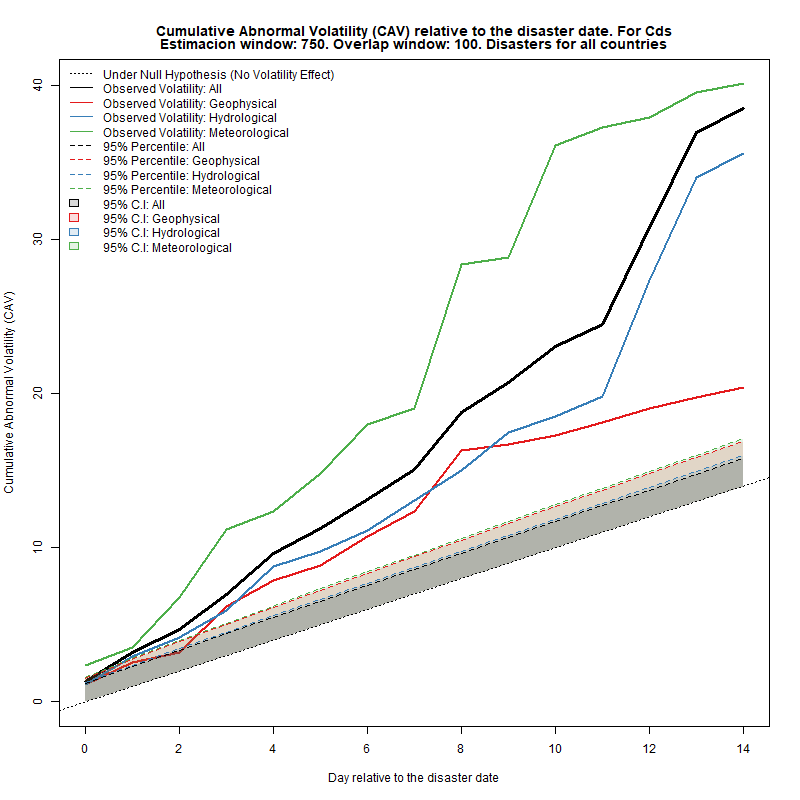 Cumulative Abnormal Volatility (CAV) relative to the disaster date. For Cds
Estimacion window: 750. Overlap window: 100. Disasters for all countries
Under Null Hypothesis (No Volatility Effect)
Observed Volatility: All
Observed Volatility: Geophysical
Observed Volatility: Hydrological
Observed Volatility: Meteorological
95% Percentile: All
95% Percentile: Geophysical
95% Percentile: Hydrological
95% Percentile: Meteorological
95% C.I: All
95% C.I: Geophysical
95% C.I: Hydrological
95% C.I: Meteorological
Cumulative Abnormal Volatility (CAV)
40
30
20
10
0
0 2 4 6 8 10 12 14
Day relative to the disaster date